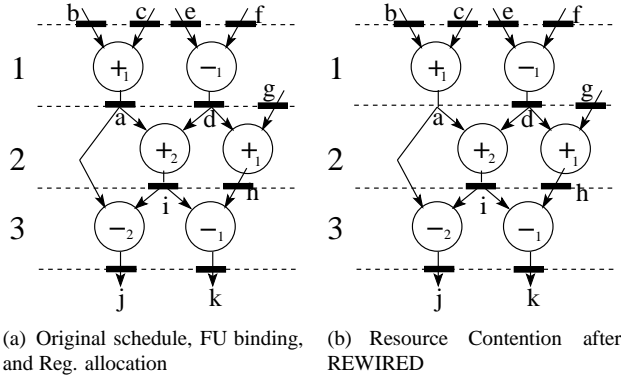 b c e f b c e f
1 +1 −1 1 +1 −1
g g
a d a d
2 +2 +1 2 +2 +1
h h
i i
3 −2 −1 3 −2 −1
j k j k
(a) Original schedule, FU binding,
and Reg. allocation
(b) Resource Contention after
REWIRED